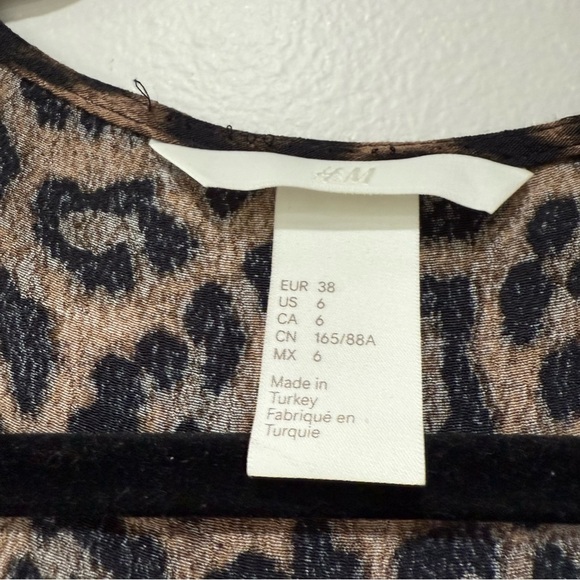 H&M
EUR 38
US 6
CA 6
CN 165/88A
MX 6
Made in
Turkey
Fabriqué en
Turquie